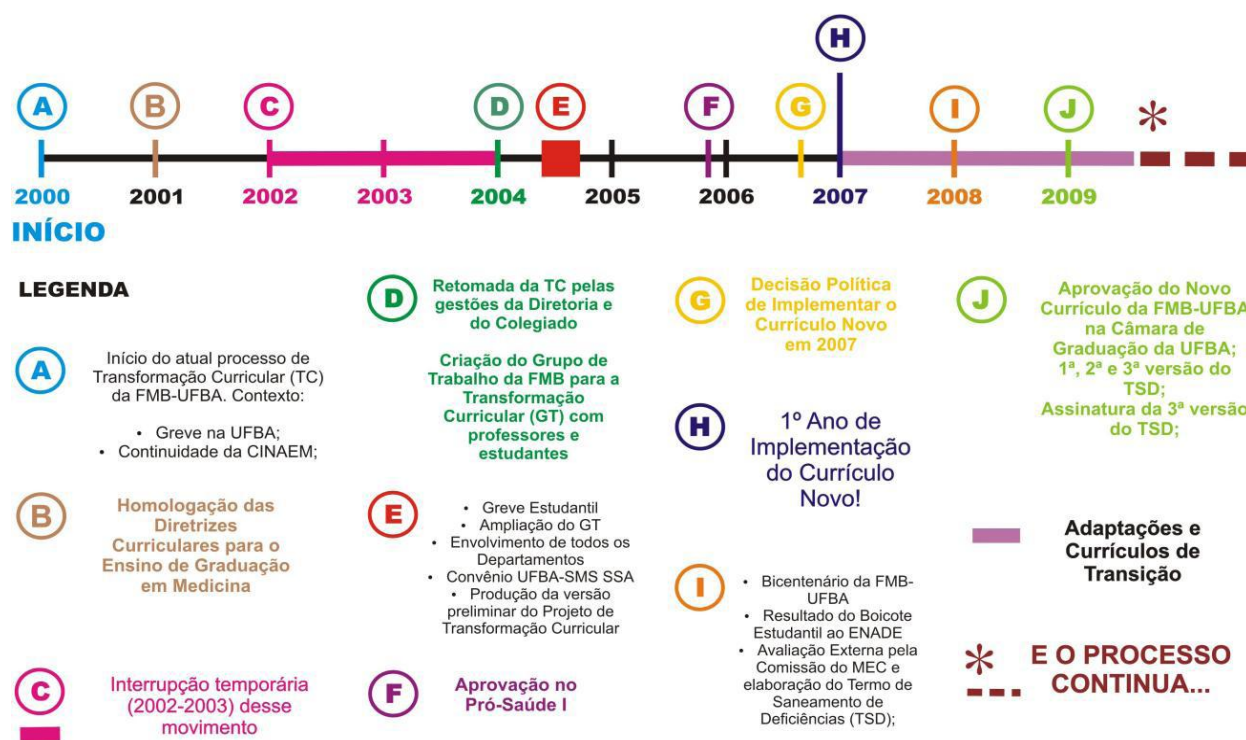 A
B
C
D
E
F
G
H
I
J
*
2000
2001
2002
2003
2004
2005
2006
2007
2008
2009
INÍCIO
LEGENDA
A
Início do atual processo de
Transformação Curricular (TC)
da FMB-UFBA. Contexto:
• Greve na UFBA;
• Continuidade da CINAEM;
B
Homologação das
Diretrizes
Curriculares para o
Ensino de Graduação
em Medicina
C
Interrupção temporária
(2002-2003) desse
movimento
D
Retomada da TC pelas
gestões da Diretoria e
do Colegiado
Criação do Grupo de
Trabalho da FMB para a
Transformação
Curricular (GT) com
professores e
estudantes
E
• Greve Estudantil
• Ampliação do GT
• Envolvimento de todos os
Departamentos
• Convênio UFBA-SMS SSA
• Produção da versão
preliminar do Projeto de
Transformação Curricular
F
Aprovação no
Pró-Saúde I
G
Decisão Política
de Implementar o
Currículo Novo
em 2007
H
1º Ano de
Implementação
do Currículo
Novo!
I
• Bicentenário da FMB-
UFBA
• Resultado do Boicote
Estudantil ao ENADE
• Avaliação Externa pela
Comissão do MEC e
elaboração do Termo de
Saneamento de
Deficiências (TSD);
J
Aprovação do Novo
Currículo da FMB-UFBA
na Câmara de
Graduação da UFBA;
1ª, 2ª e 3ª versão do
TSD;
Assinatura da 3ª versão
do TSD;
Adaptações e
Currículos de
Transição
*
E O PROCESSO
CONTINUA...